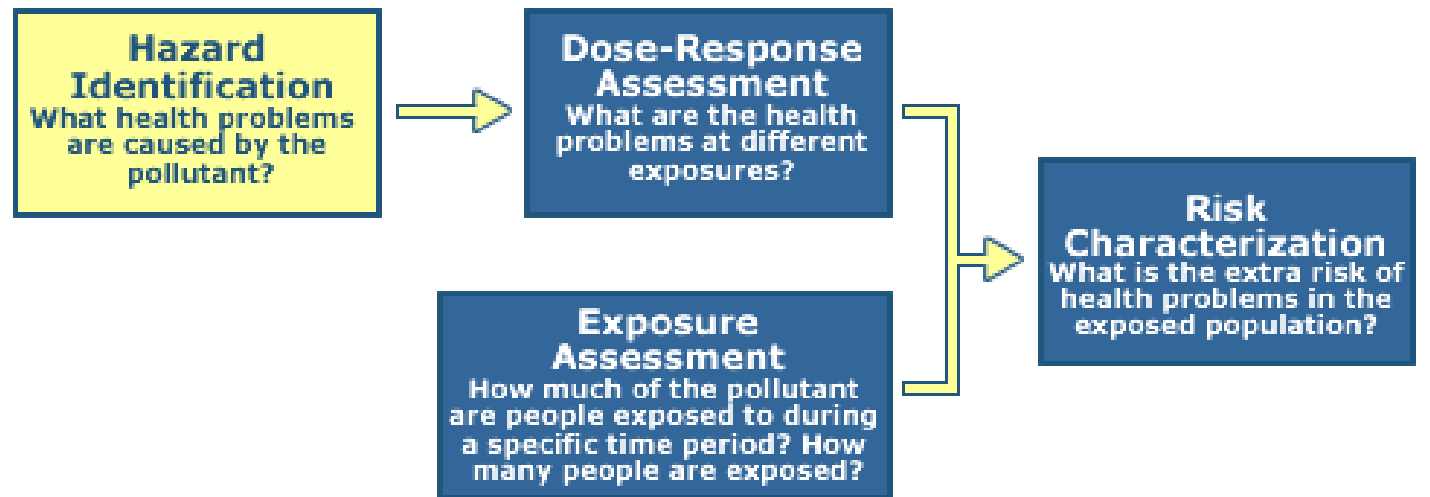 Hazard
Identification
What health problems
are caused by the
pollutant?
Dose-Response
Assessment
What are the health
problems at different
exposures?
Exposure
Assessment
How much of the pollutant
are people exposed to during
a specific time period? How
many people are exposed?
Risk
Characterization
What is the extra risk of
health problems in the
exposed population?